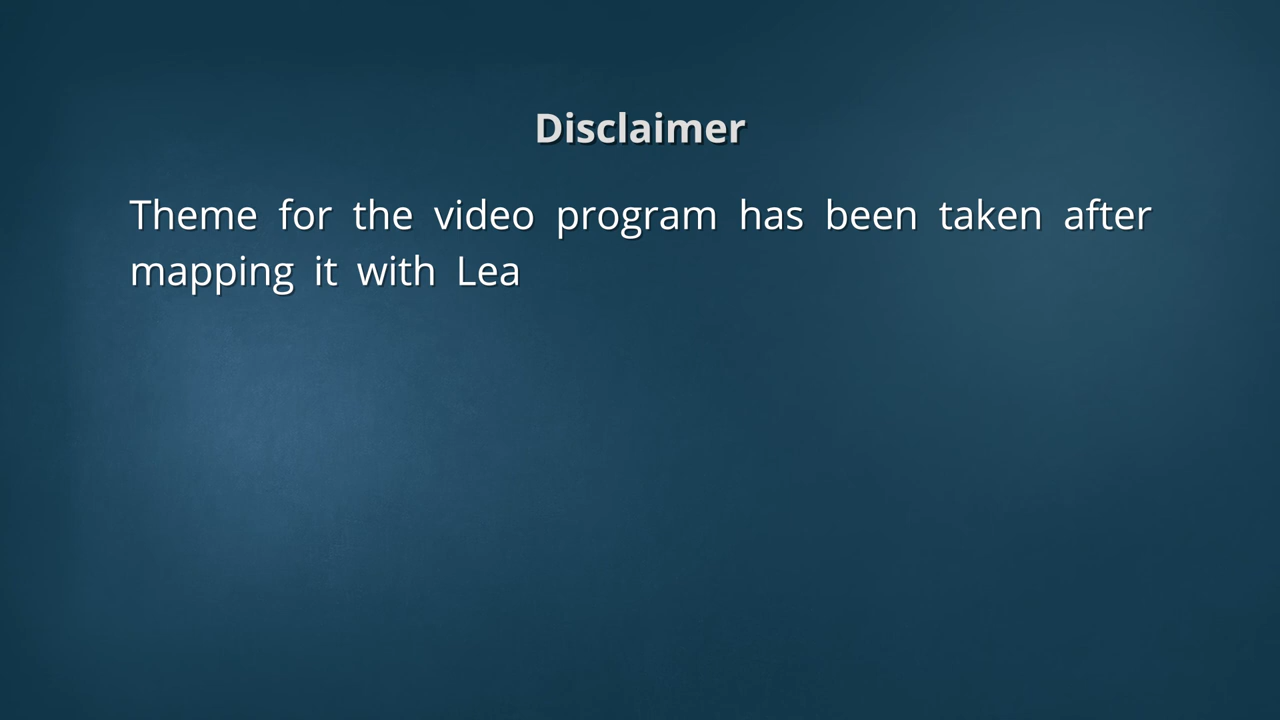 Disclaimer
Theme for the video program has been taken after
mapping it with Lea